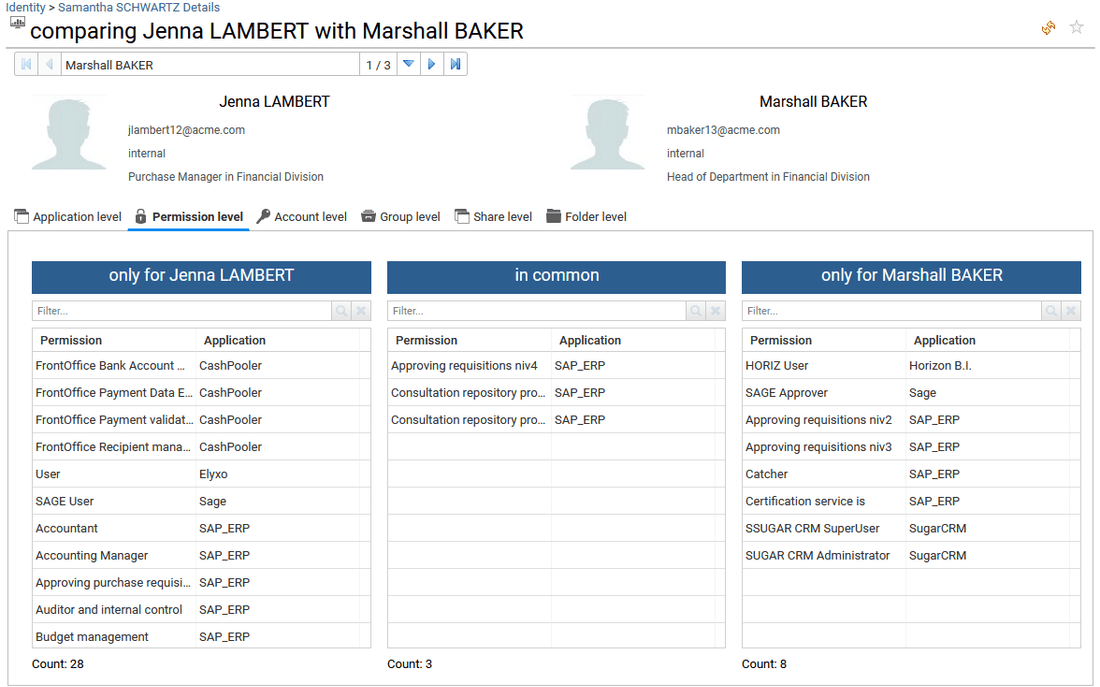 Identity > Samantha SCHWARTZ Details
comparing Jenna LAMBERT with Marshall BAKER
Marshall BAKER 1 / 3
Jenna LAMBERT
jlambert12@acme.com
internal
Purchase Manager in Financial Division
Marshall BAKER
mbaker13@acme.com
internal
Head of Department in Financial Division
Application level Permission level Account level Group level Share level Folder level
only for Jenna LAMBERT
Filter...
Permission Application
FrontOffice Bank Account ... CashPooler
FrontOffice Payment Data E... CashPooler
FrontOffice Payment validat... CashPooler
FrontOffice Recipient mana... CashPooler
User Elyxo
SAGE User Sage
Accountant SAP_ERP
Accounting Manager SAP_ERP
Approving purchase requisi... SAP_ERP
Auditor and internal control SAP_ERP
Budget management SAP_ERP
Count: 28
in common
Filter...
Permission Application
Approving requisitions niv4 SAP_ERP
Consultation repository pro... SAP_ERP
Consultation repository pro... SAP_ERP
Count: 3
only for Marshall BAKER
Filter...
Permission Application
HORIZ User Horizon B.I.
SAGE Approver Sage
Approving requisitions niv2 SAP_ERP
Approving requisitions niv3 SAP_ERP
Catcher SAP_ERP
Certification service is SAP_ERP
SSUGAR CRM SuperUser SugarCRM
SUGAR CRM Administrator SugarCRM
Count: 8